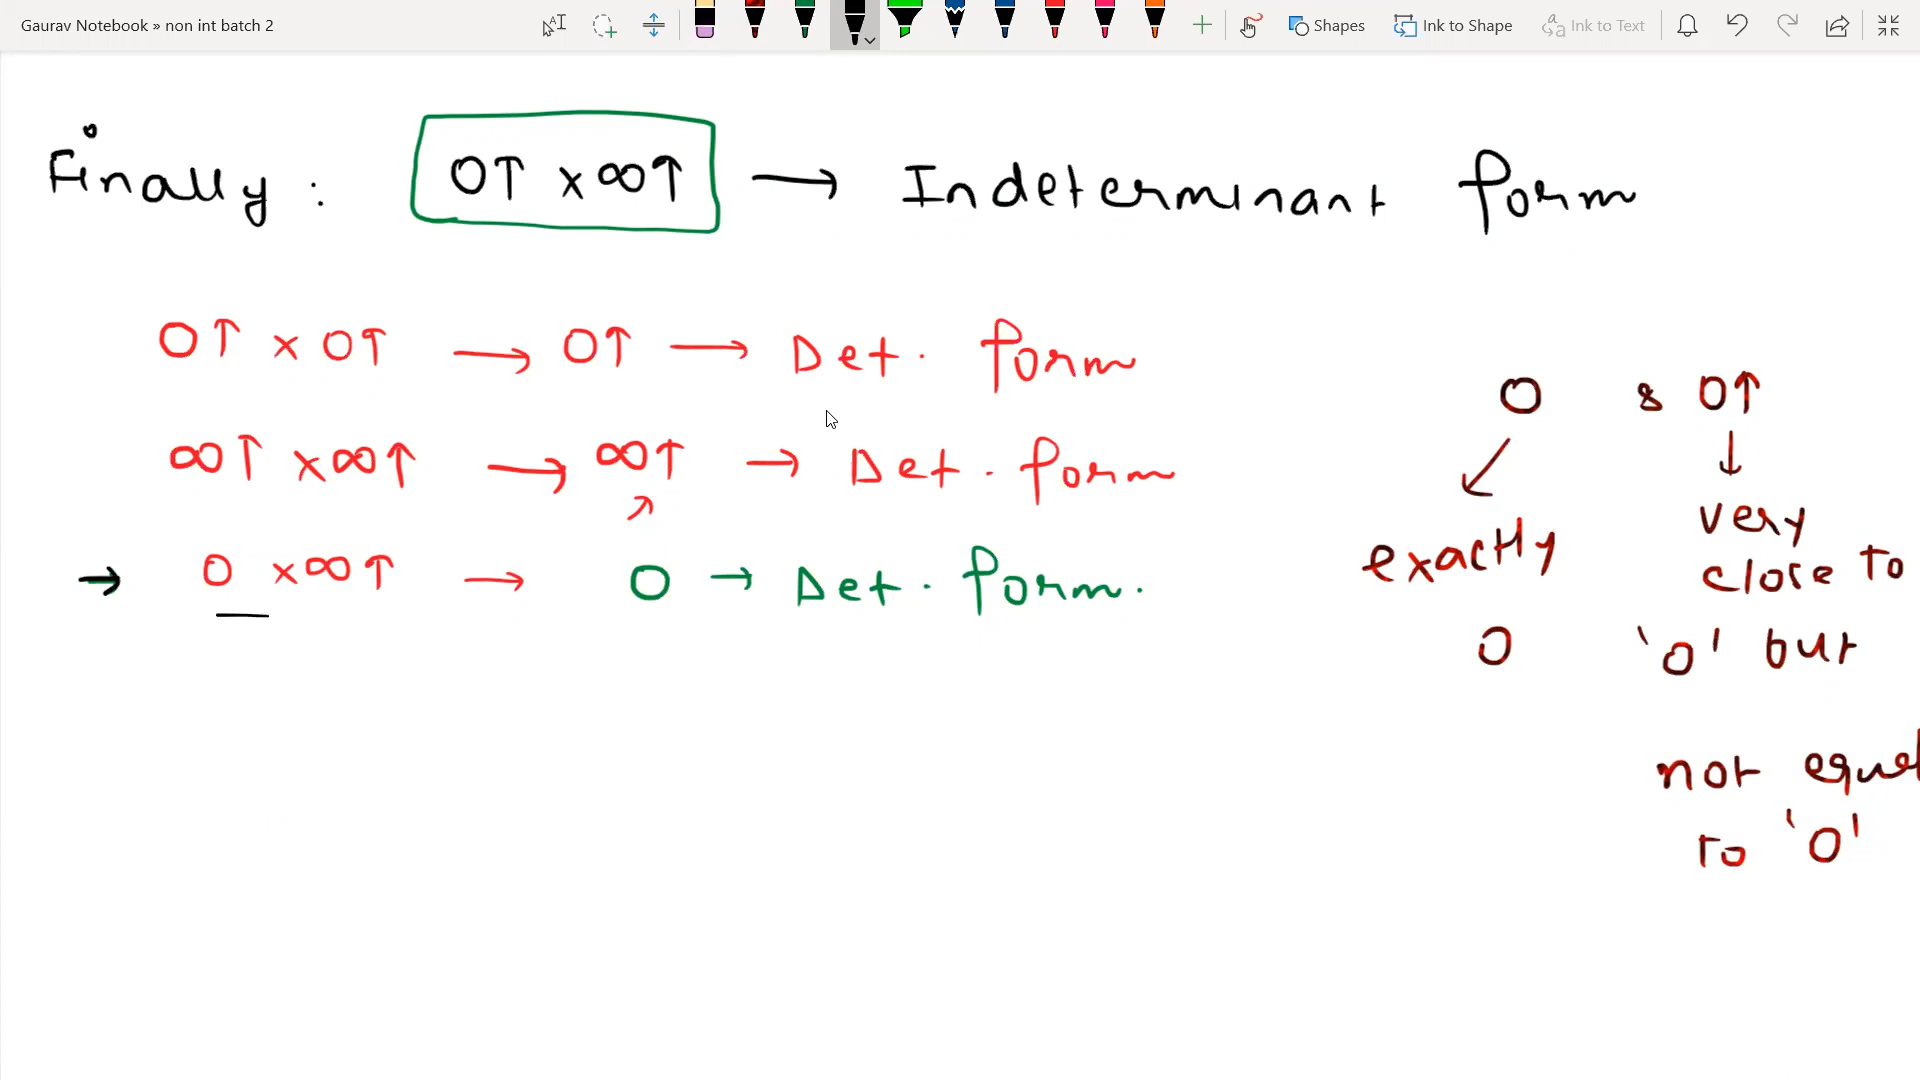 Gaurav Notebook » non int batch 2
Shapes
Ink to Shape
Ink to Text
Finally : 0↑ x ∞↑ → Indeterminant form
0↑ x 0↑ → 0↑ → Det. form
∞↑ x ∞↑ → ∞↑ → Det. form
→ 0 x ∞↑ → 0 → Det. form.
0 & 0↑
exactly
0
very
close to
'0' but
not equal
to '0'